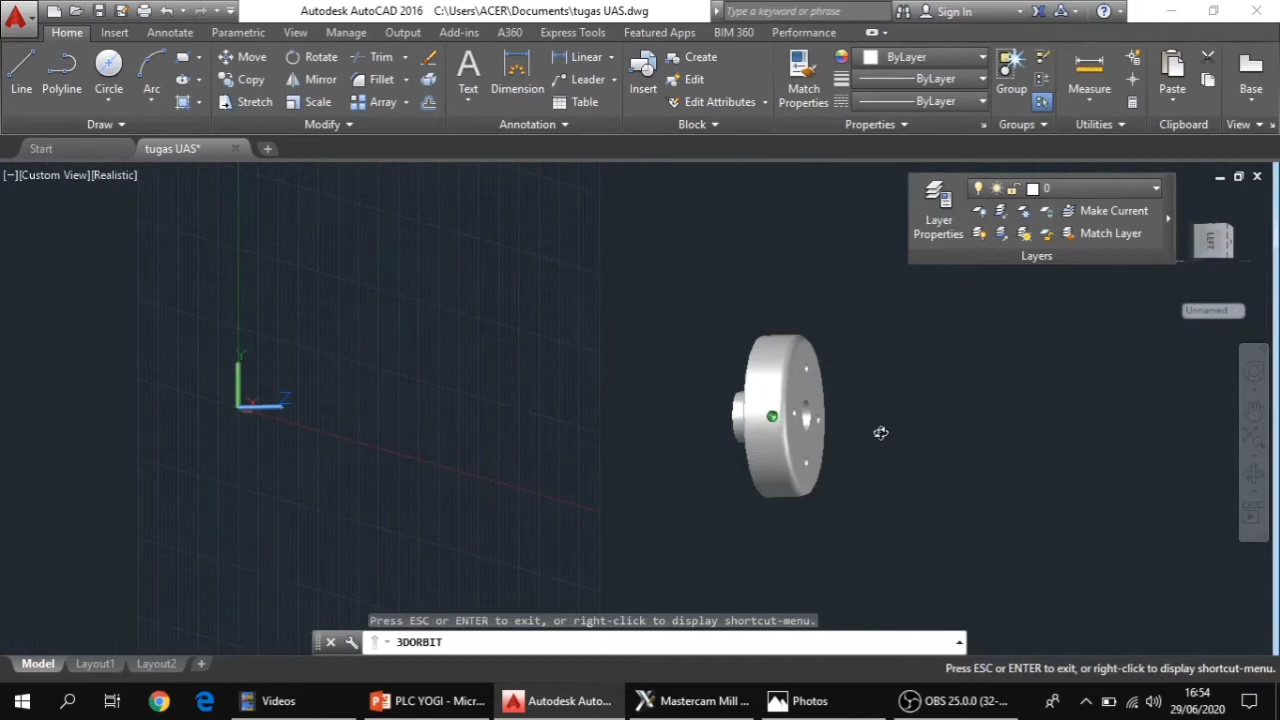 Autodesk AutoCAD 2016 C:\Users\ACER\Documents\tugas UAS.dwg
Type a keyword or phrase
Sign In
Home Insert Annotate Parametric View Manage Output Add-ins A360 Express Tools Featured Apps BIM 360 Performance
Line
Polyline
Circle
Arc
Draw
Move
Rotate
Trim
Copy
Mirror
Fillet
Stretch
Scale
Array
Modify
Text
Dimension
Linear
Leader
Table
Annotation
Insert
Create
Edit
Edit Attributes
Block
Match
Properties
ByLayer
ByLayer
ByLayer
Properties
Group
Groups
Measure
Utilities
Paste
Clipboard
Base
View
Start
tugas UAS*
[−][Custom View][Realistic]
0
Layer
Properties
Make Current
Match Layer
Layers
LEFT
Unnamed
Y
X
Z
Press ESC or ENTER to exit, or right-click to display shortcut-menu.
3DORBIT
Model
Layout1
Layout2
Press ESC or ENTER to exit, or right-click to display shortcut-menu.
Videos
PLC YOGI - Micr...
Autodesk Auto...
Mastercam Mill ...
Photos
OBS 25.0.0 (32-...
16:54
29/06/2020